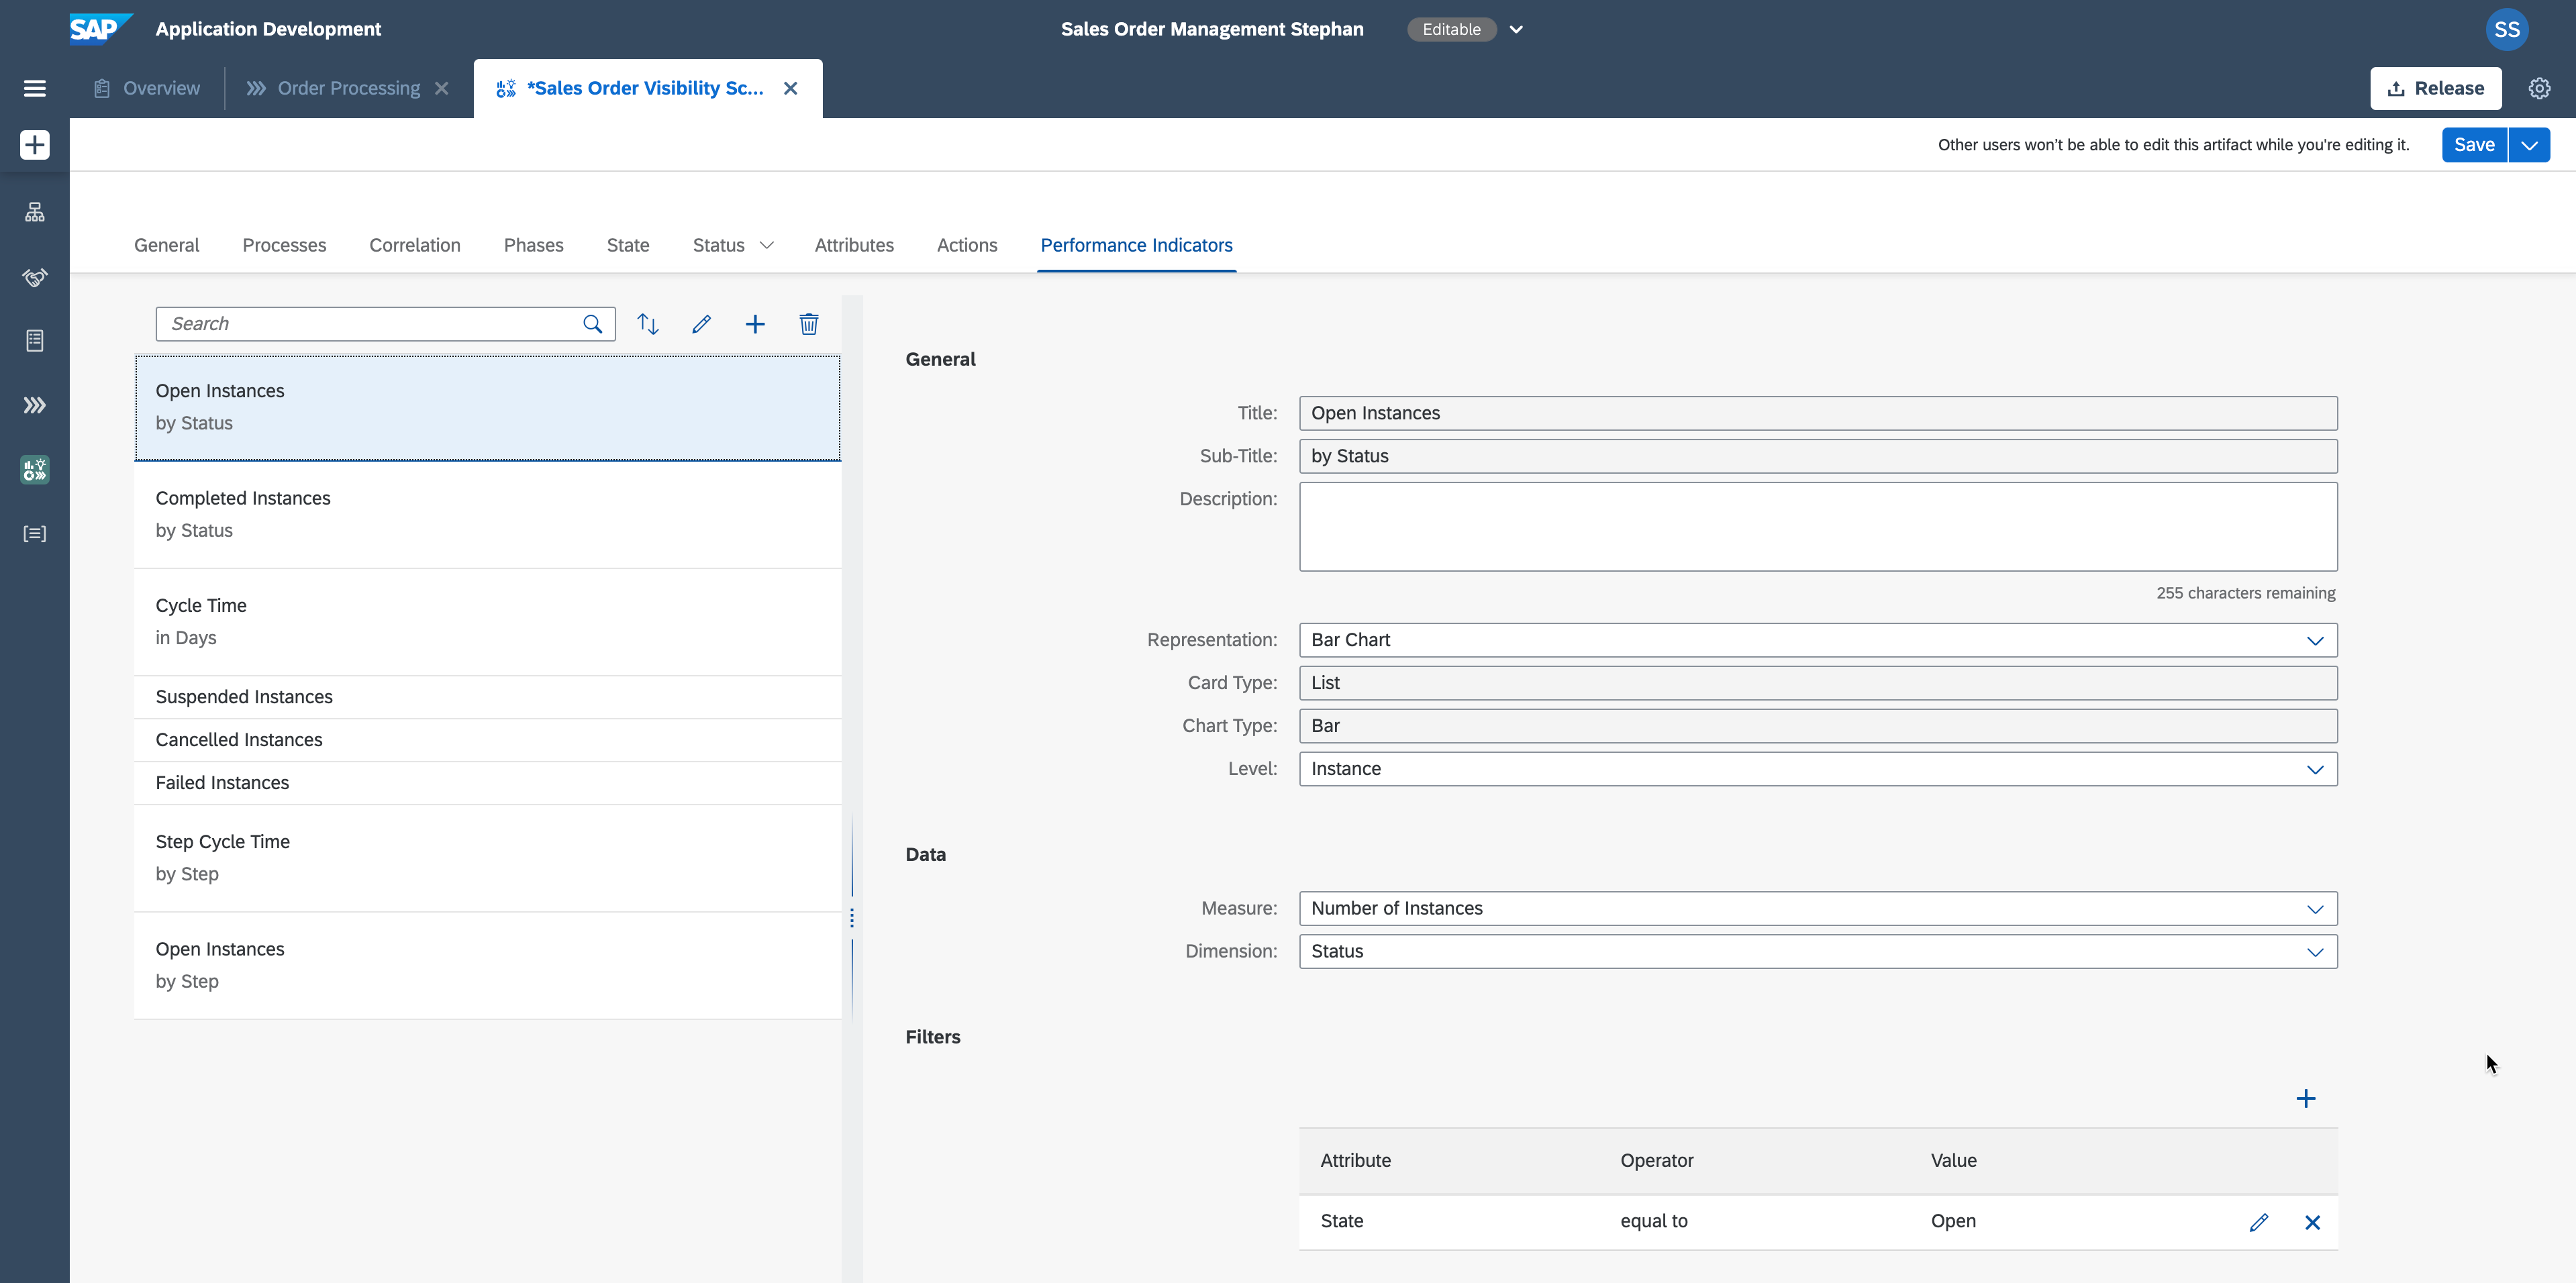 SAP Application Development
Sales Order Management Stephan
Editable
SS
Overview
Order Processing
*Sales Order Visibility Sc...
Release
Other users won't be able to edit this artifact while you're editing it.
Save
General Processes Correlation Phases State Status Attributes Actions Performance Indicators
Search
Open Instances
by Status
Completed Instances
by Status
Cycle Time
in Days
Suspended Instances
Cancelled Instances
Failed Instances
Step Cycle Time
by Step
Open Instances
by Step
General
Title: Open Instances
Sub-Title: by Status
Description:
255 characters remaining
Representation: Bar Chart
Card Type: List
Chart Type: Bar
Level: Instance
Data
Measure: Number of Instances
Dimension: Status
Filters
Attribute Operator Value
State equal to Open